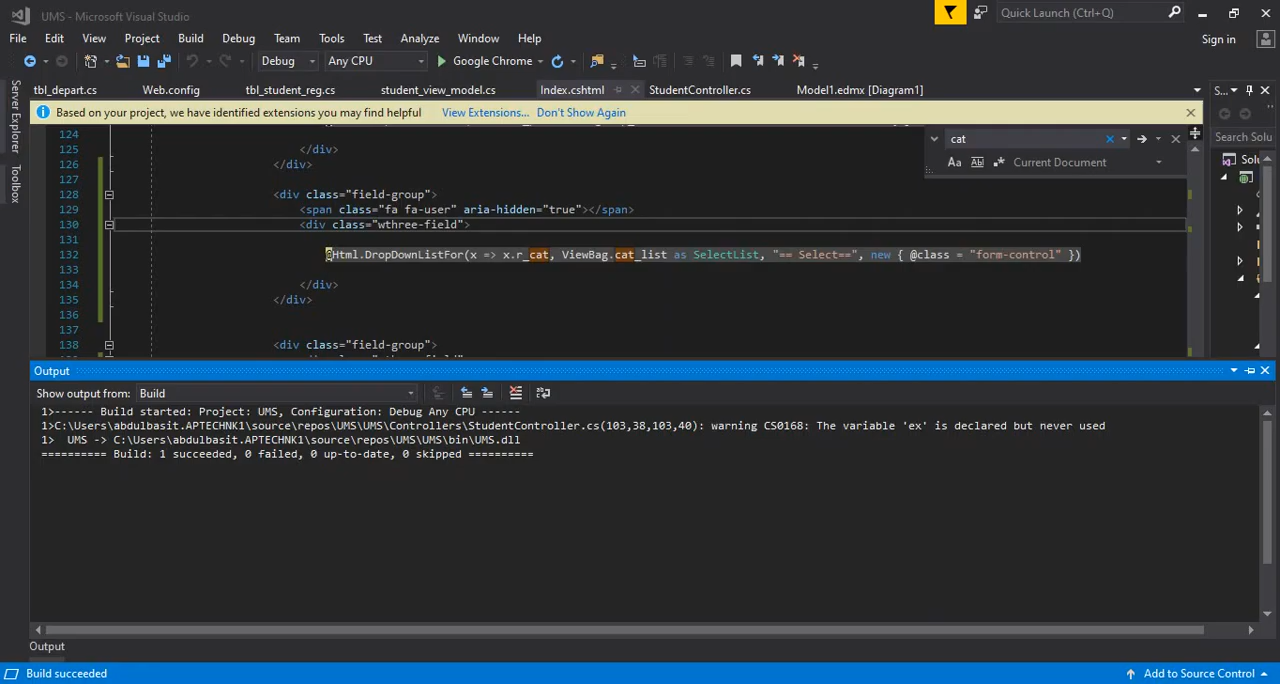 UMS - Microsoft Visual Studio
Quick Launch (Ctrl+Q)
File Edit View Project Build Debug Team Tools Test Analyze Window Help
Sign in
Debug Any CPU Google Chrome
Server Explorer
Toolbox
tbl_depart.cs Web.config tbl_student_reg.cs student_view_model.cs Index.cshtml StudentController.cs Model1.edmx [Diagram1]
S...
Based on your project, we have identified extensions you may find helpful View Extensions... Don't Show Again
cat
Aa Ab Current Document
Search Solu
Solu
124
125 </div>
126 </div>
127
128 <div class="field-group">
129 <span class="fa fa-user" aria-hidden="true"></span>
130 <div class="wthree-field">
131
132 @Html.DropDownListFor(x => x.r_cat, ViewBag.cat_list as SelectList, "== Select==", new { @class = "form-control" })
133
134 </div>
135 </div>
136
137
138 <div class="field-group">
Output
Show output from: Build
1>------ Build started: Project: UMS, Configuration: Debug Any CPU ------
1>C:\Users\abdulbasit.APTECHNK1\source\repos\UMS\UMS\Controllers\StudentController.cs(103,38,103,40): warning CS0168: The variable 'ex' is declared but never used
1>  UMS -> C:\Users\abdulbasit.APTECHNK1\source\repos\UMS\UMS\bin\UMS.dll
========== Build: 1 succeeded, 0 failed, 0 up-to-date, 0 skipped ==========
Output
Build succeeded
Add to Source Control